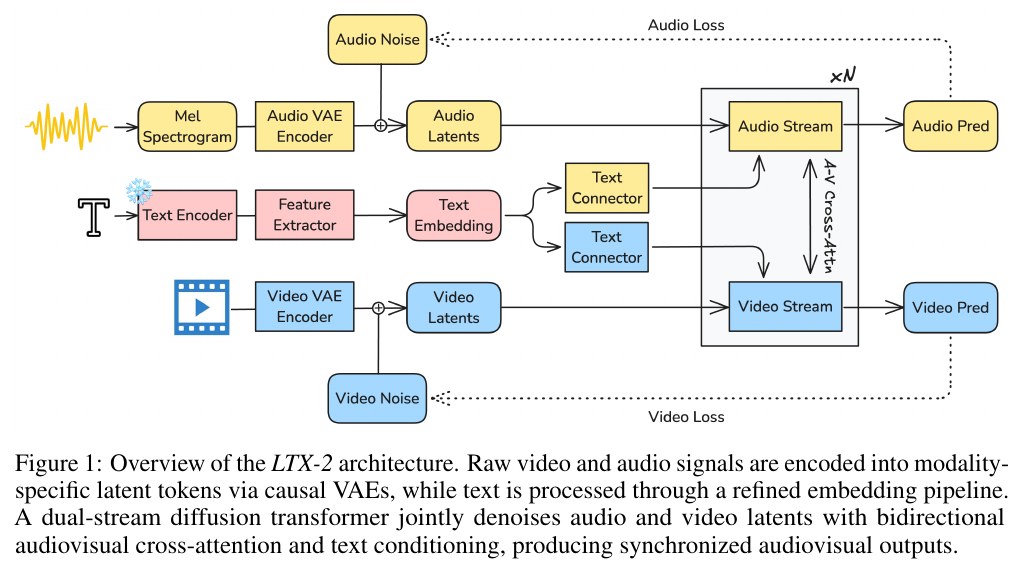 Audio Loss
Audio Noise
xN
Mel
Spectrogram
Audio VAE
Encoder
Audio
Latents
Audio Stream
Audio Pred
T
Text Encoder
Feature
Extractor
Text
Embedding
Text
Connector
Text
Connector
A-V Cross-Attn
Video VAE
Encoder
Video
Latents
Video Stream
Video Pred
Video Noise
Video Loss
Figure 1: Overview of the LTX-2 architecture. Raw video and audio signals are encoded into modality-
specific latent tokens via causal VAEs, while text is processed through a refined embedding pipeline.
A dual-stream diffusion transformer jointly denoises audio and video latents with bidirectional
audiovisual cross-attention and text conditioning, producing synchronized audiovisual outputs.